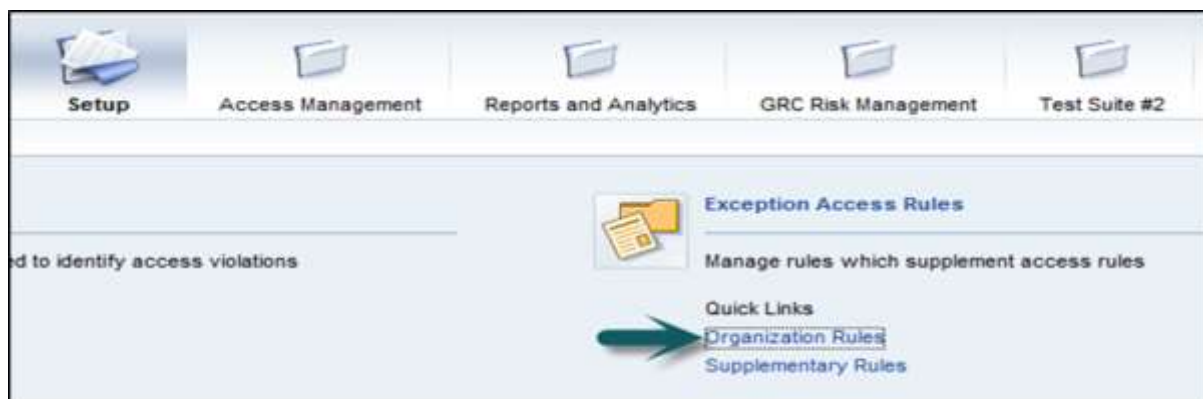 Setup
Access Management
Reports and Analytics
GRC Risk Management
Test Suite #2
Exception Access Rules
ed to identify access violations
Manage rules which supplement access rules
Quick Links
Organization Rules
Supplementary Rules